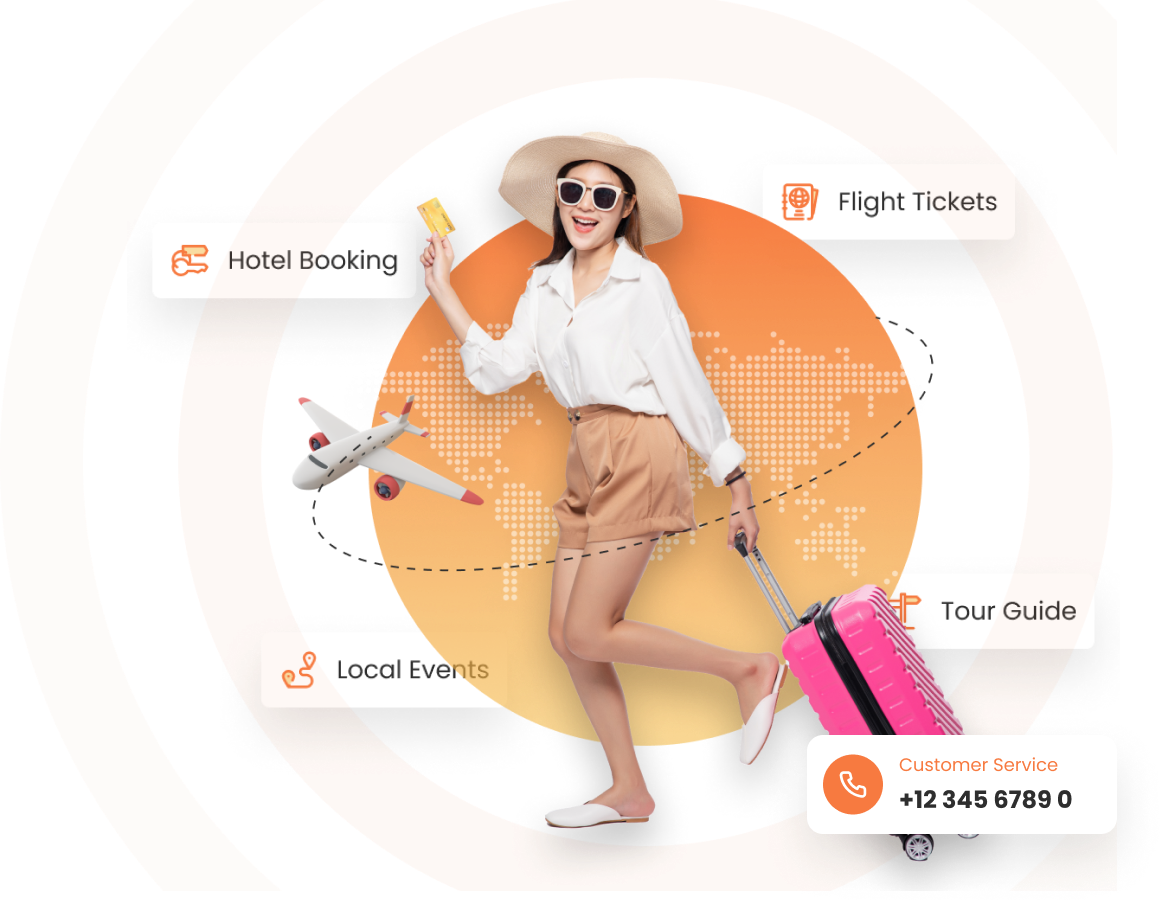 Flight Tickets
Hotel Booking
Tour Guide
Local Events
Customer Service
+12 345 6789 0